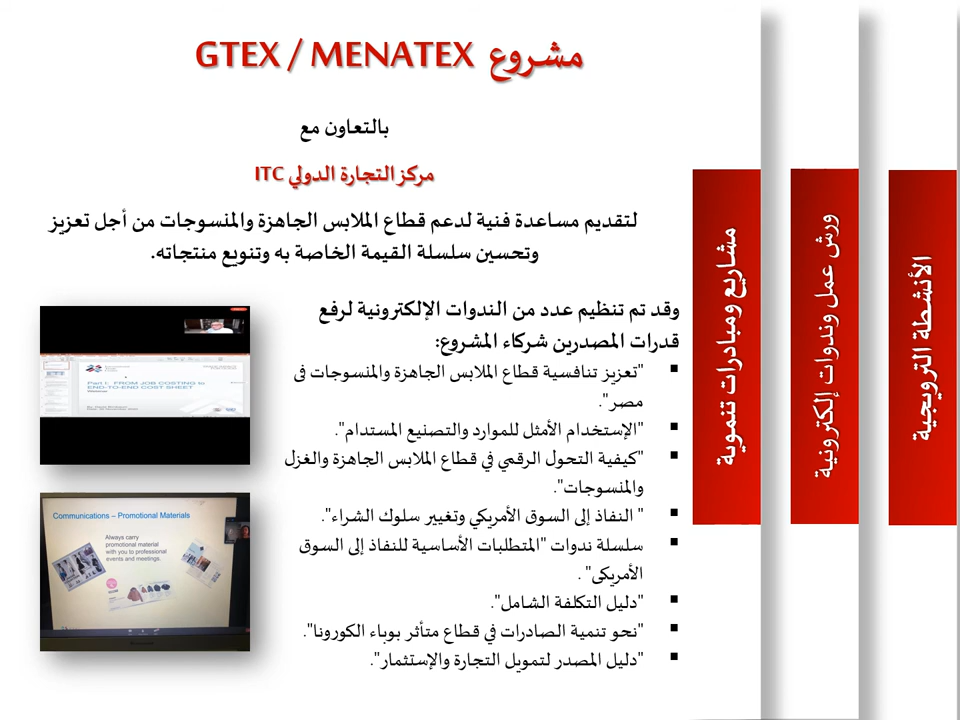 مشروع GTEX / MENATEX
بالتعاون مع
مركز التجارة الدولي ITC
لتقديم مساعدة فنية لدعم قطاع الملابس الجاهزة والمنسوجات من أجل تعزيز
وتحسين سلسلة القيمة الخاصة به وتنويع منتجاته.
وقد تم تنظيم عدد من الندوات الإلكترونية لرفع
قدرات المصدرين شركاء المشروع:
▪ "تعزيز تنافسية قطاع الملابس الجاهزة والمنسوجات فى
مصر".
▪ "الإستخدام الأمثل للموارد والتصنيع المستدام".
▪ "كيفية التحول الرقمي في قطاع الملابس الجاهزة والغزل
والمنسوجات".
▪ " النفاذ إلى السوق الأمريكي وتغيير سلوك الشراء".
▪ سلسلة ندوات "المتطلبات الأساسية للنفاذ إلى السوق
الأمريكى" .
▪ "دليل التكلفة الشامل".
▪ "نحو تنمية الصادرات في قطاع متأثر بوباء الكورونا".
▪ "دليل المصدر لتمويل التجارة والإستثمار".
Part I: FROM JOB COSTING to
END-TO-END COST SHEET
Communications – Promotional Materials
Always carry
promotional material
with you to professional
events and meetings.
مشاريع ومبادرات تنموية
ورش عمل وندوات إلكترونية
الأنشطة الترويجية